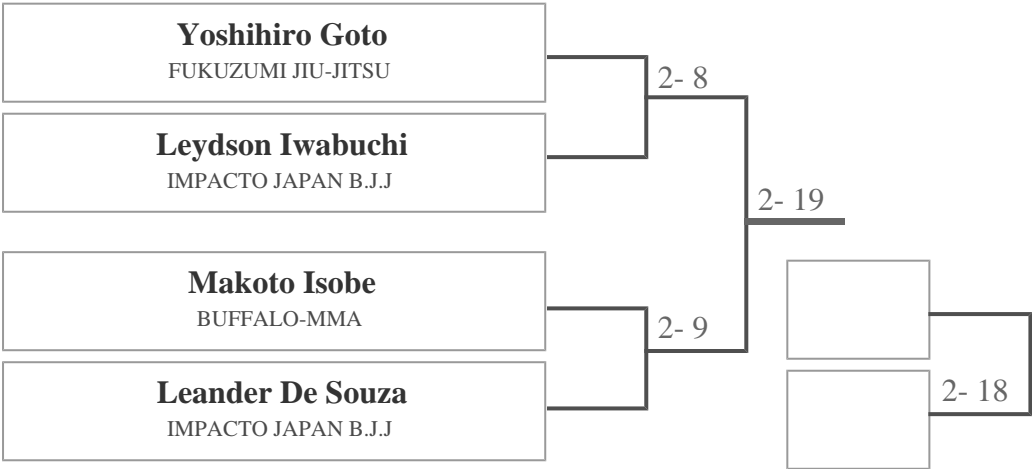 Yoshihiro Goto
FUKUZUMI JIU-JITSU
2- 8
Leydson Iwabuchi
IMPACTO JAPAN B.J.J
2- 19
Makoto Isobe
BUFFALO-MMA
2- 9
Leander De Souza
IMPACTO JAPAN B.J.J
2- 18